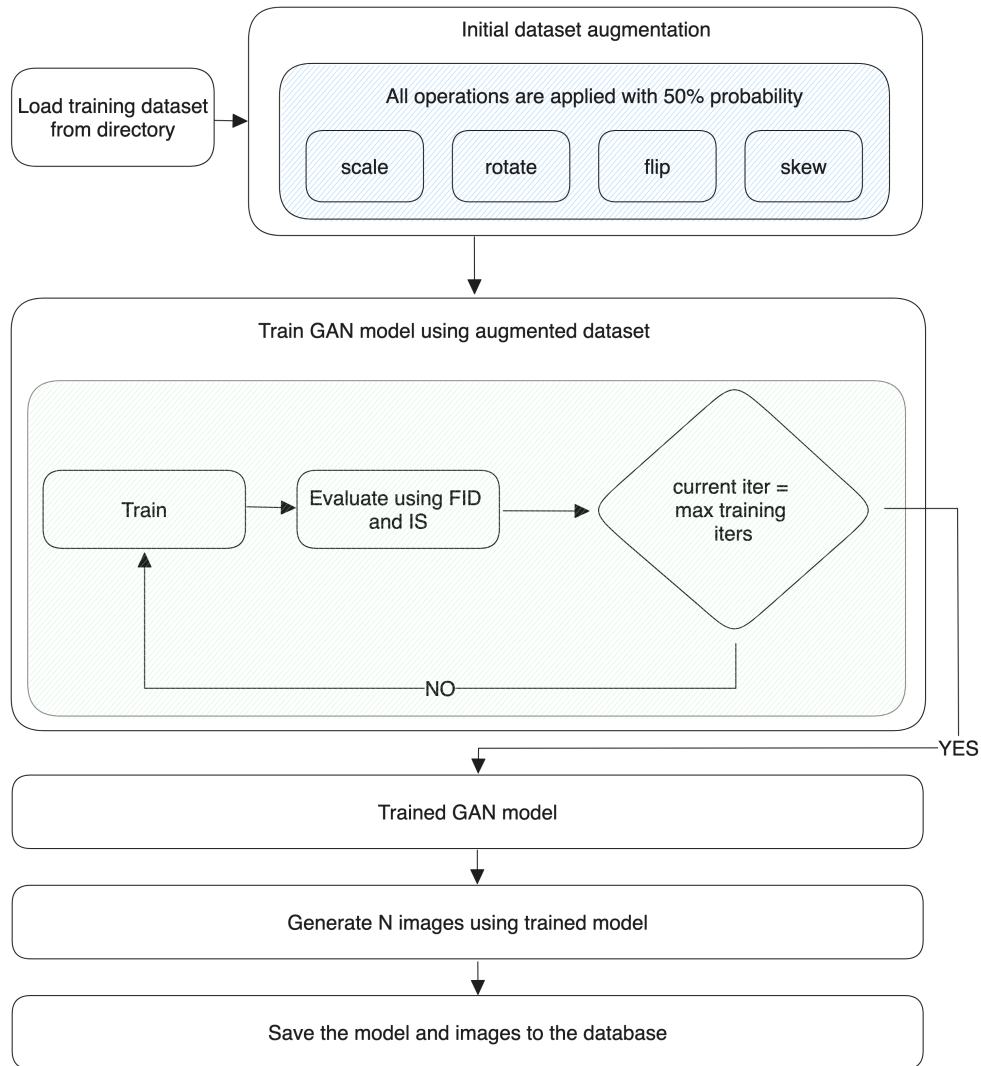 Initial dataset augmentation
Load training dataset
from directory
All operations are applied with 50% probability
scale
rotate
flip
skew
Train GAN model using augmented dataset
Train
Evaluate using FID
and IS
current iter =
max training
iters
NO
YES
Trained GAN model
Generate N images using trained model
Save the model and images to the database